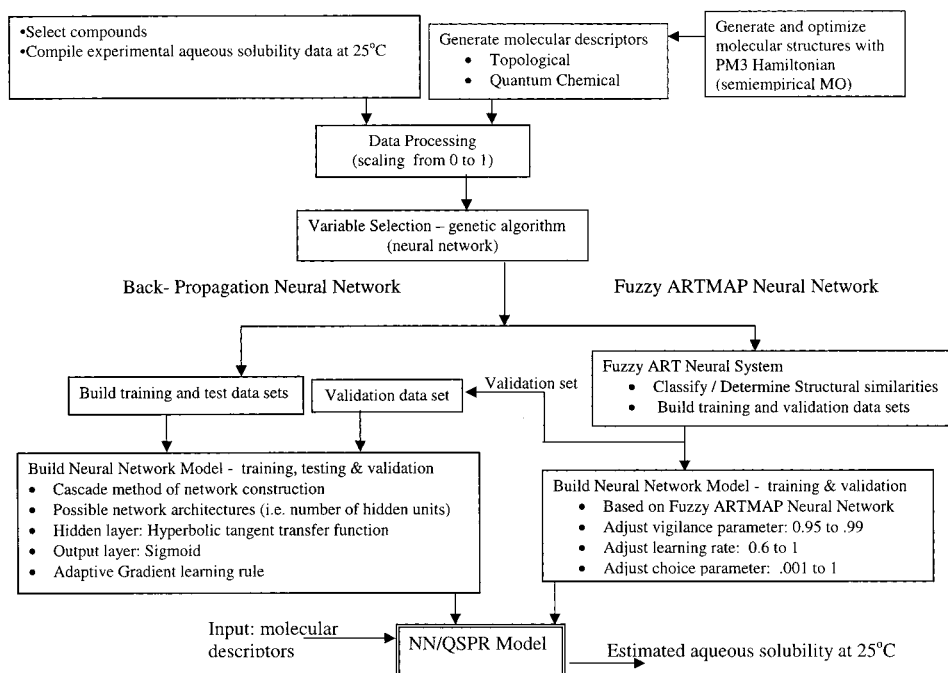 •Select compounds
•Compile experimental aqueous solubility data at 25°C
Generate molecular descriptors
• Topological
• Quantum Chemical
Generate and optimize
molecular structures with
PM3 Hamiltonian
(semiempirical MO)
Data Processing
(scaling from 0 to 1)
Variable Selection – genetic algorithm
(neural network)
Back- Propagation Neural Network
Fuzzy ARTMAP Neural Network
Build training and test data sets
Validation data set
Validation set
Fuzzy ART Neural System
• Classify / Determine Structural similarities
• Build training and validation data sets
Build Neural Network Model - training, testing & validation
• Cascade method of network construction
• Possible network architectures (i.e. number of hidden units)
• Hidden layer: Hyperbolic tangent transfer function
• Output layer: Sigmoid
• Adaptive Gradient learning rule
Build Neural Network Model - training & validation
• Based on Fuzzy ARTMAP Neural Network
• Adjust vigilance parameter: 0.95 to .99
• Adjust learning rate: 0.6 to 1
• Adjust choice parameter: .001 to 1
Input: molecular
descriptors
NN/QSPR Model
Estimated aqueous solubility at 25°C